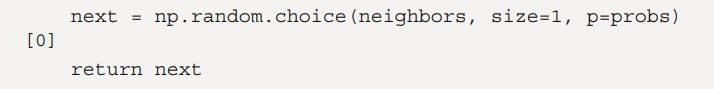 next = np.random.choice(neighbors, size=1, p=probs)
[0]
return next